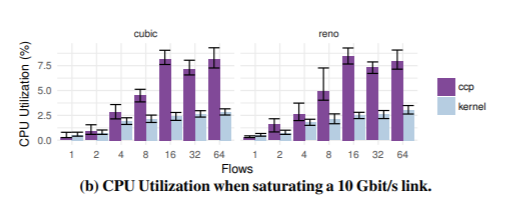 cubic reno
CPU Utilization (%)
7.5
5.0
2.5
0.0
1 2 4 8 16 32 64 1 2 4 8 16 32 64
Flows
ccp
kernel
(b) CPU Utilization when saturating a 10 Gbit/s link.